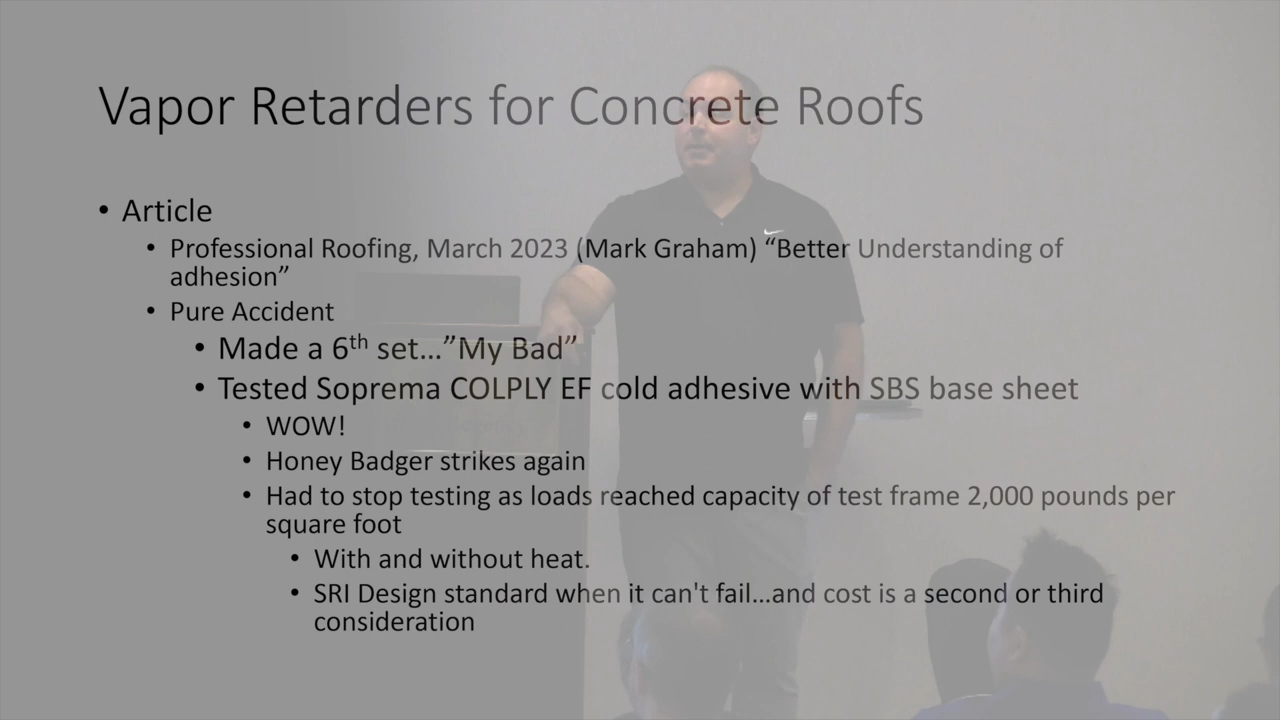 Vapor Retarders for Concrete Roofs
• Article
• Professional Roofing, March 2023 (Mark Graham) “Better Understanding of
adhesion”
• Pure Accident
• Made a 6th set…”My Bad”
• Tested Soprema COLPLY EF cold adhesive with SBS base sheet
• WOW!
• Honey Badger strikes again
• Had to stop testing as loads reached capacity of test frame 2,000 pounds per
square foot
• With and without heat.
• SRI Design standard when it can't fail…and cost is a second or third
consideration